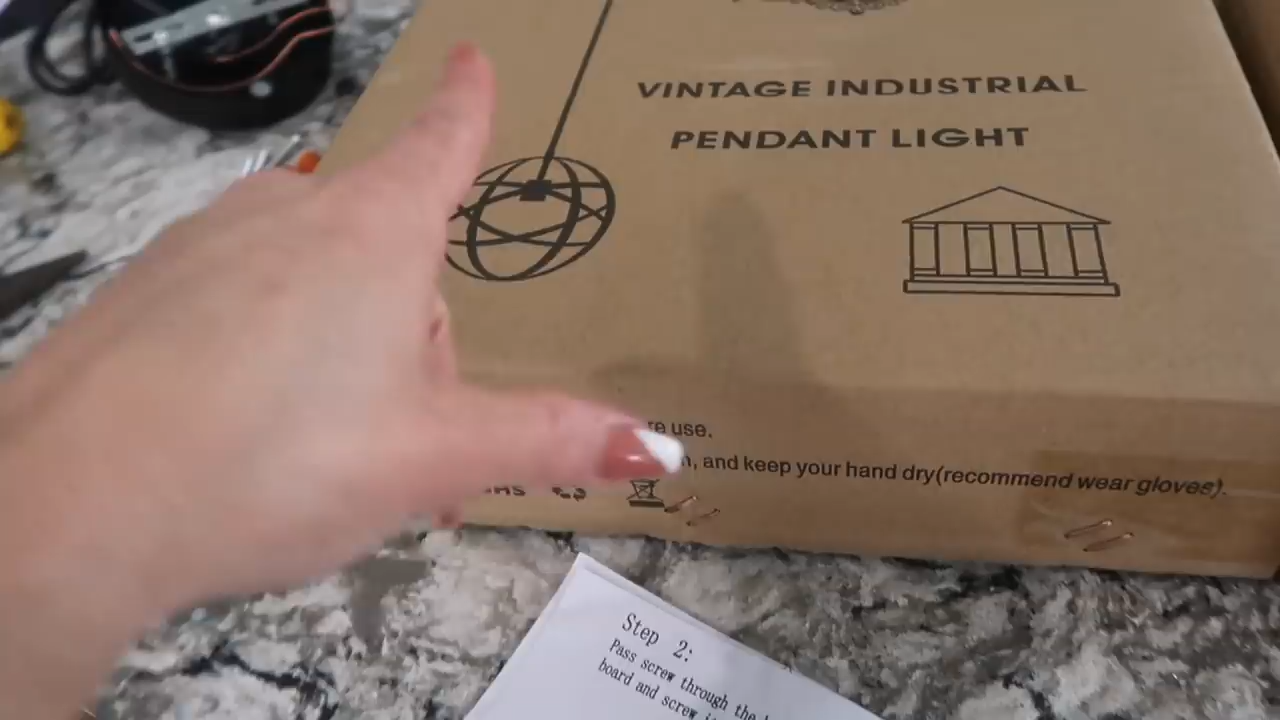 VINTAGE INDUSTRIAL
PENDANT LIGHT
use.
, and keep your hand dry(recommend wear gloves).
Step 2:
Pass screw through the
board and screw